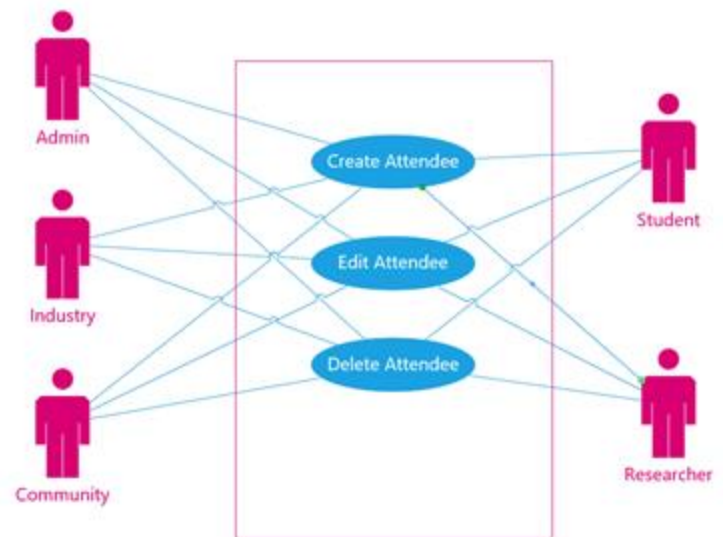 Admin
Create Attendee
Student
Edit Attendee
Industry
Delete Attendee
Researcher
Community